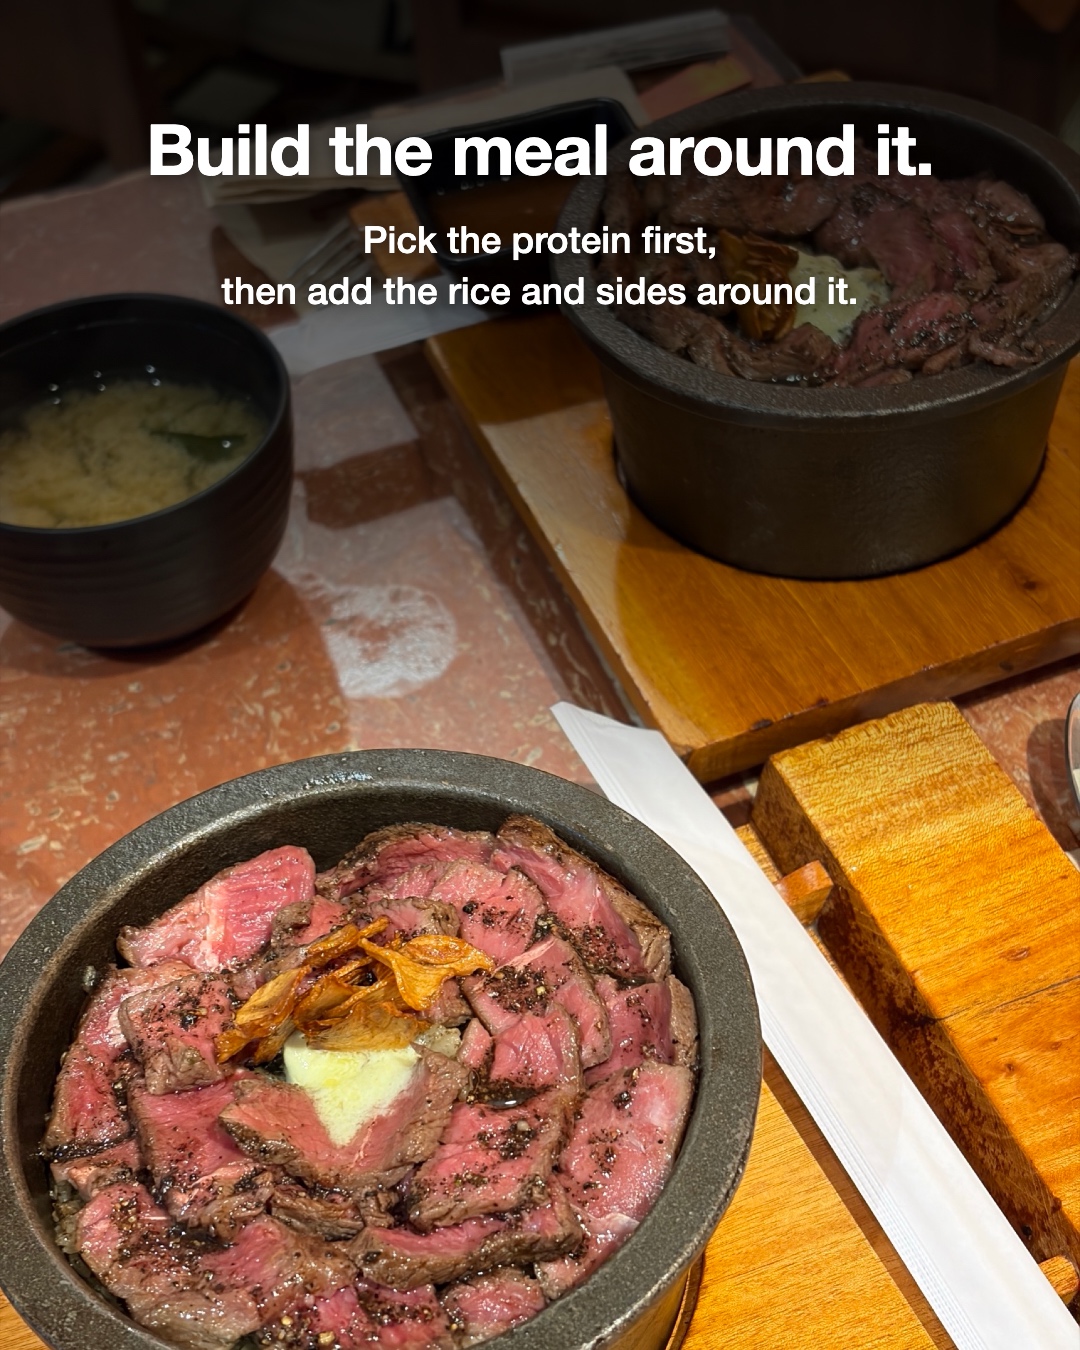 Build the meal around it.
Pick the protein first,
then add the rice and sides around it.